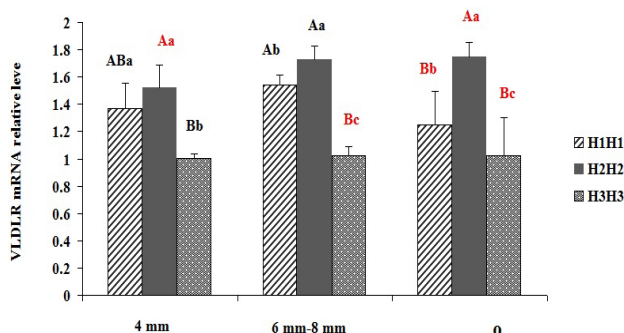 VLDLR mRNA relative leve
2
1.8
1.6
1.4
1.2
1
0.8
0.6
0.4
0.2
0
ABa
Aa
Bb
Ab
Aa
Bc
Bb
Aa
Bc
4 mm
6 mm-8 mm
H1H1
H2H2
H3H3